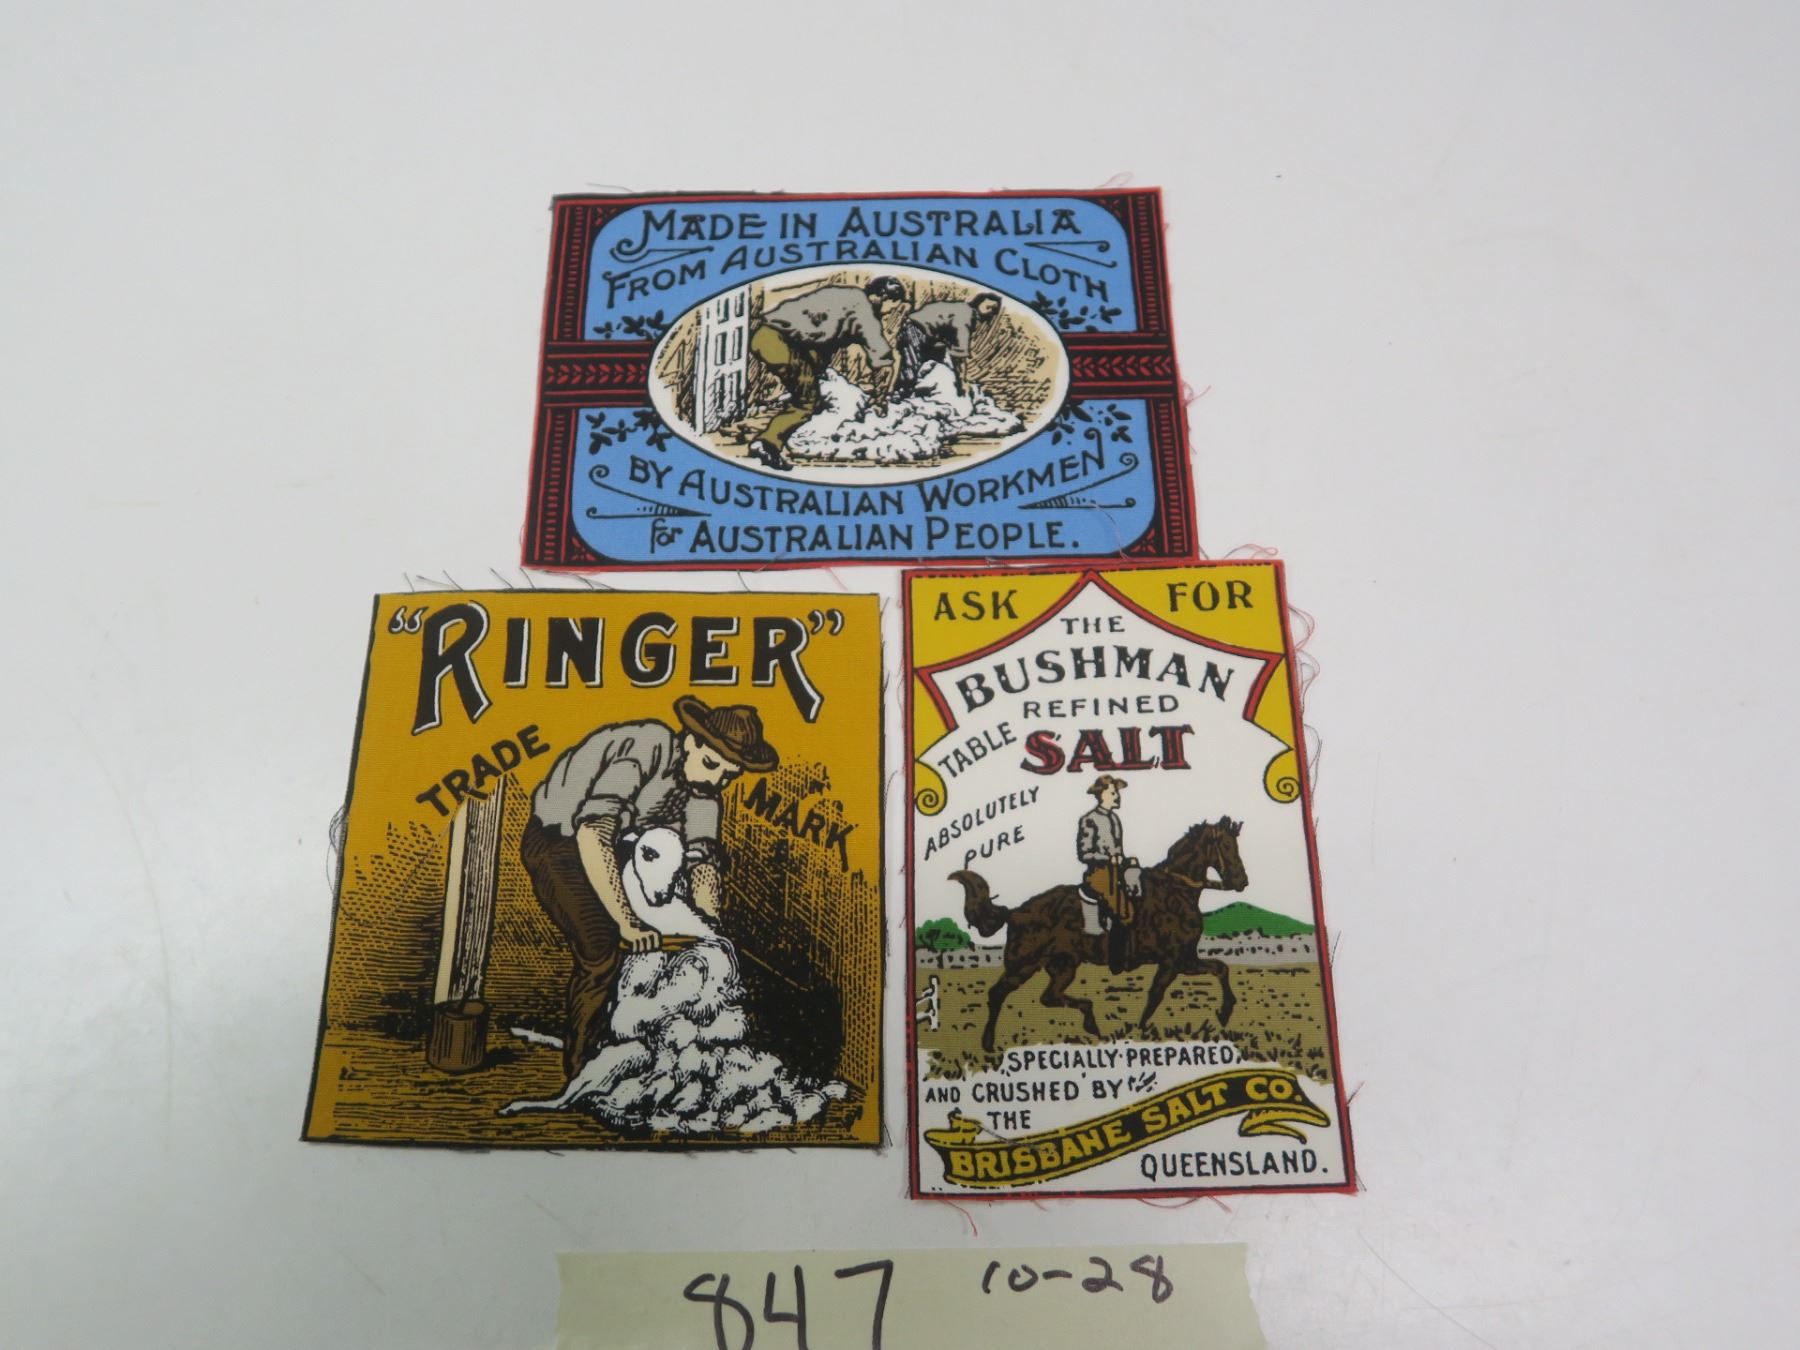 MADE IN AUSTRALIA
FROM AUSTRALIAN CLOTH
BY AUSTRALIAN WORKMEN
for AUSTRALIAN PEOPLE.
"RINGER"
TRADE MARK
ASK FOR
THE
BUSHMAN
REFINED
TABLE SALT
ABSOLUTELY
PURE
SPECIALLY PREPARED
AND CRUSHED BY
THE
BRISBANE SALT CO.
QUEENSLAND.
847 10-28